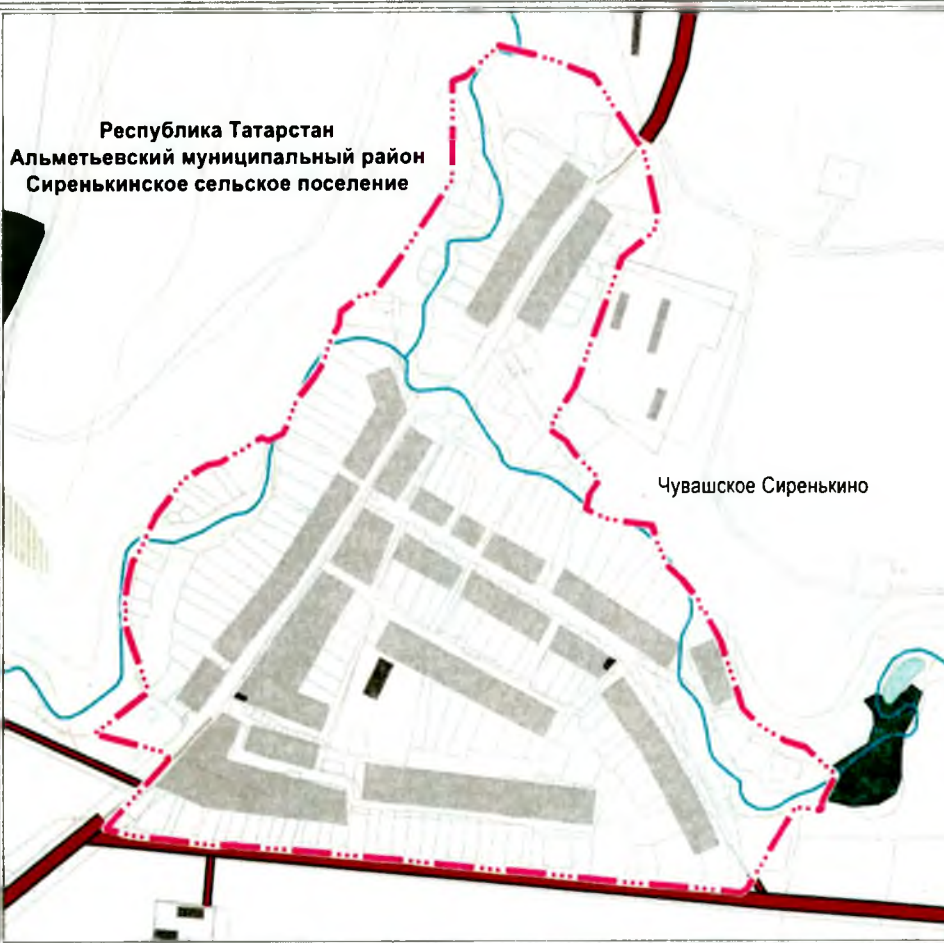 Республика Татарстан
Альметьевский муниципальный район
Сиренькинское сельское поселение
Чувашское Сиренькино